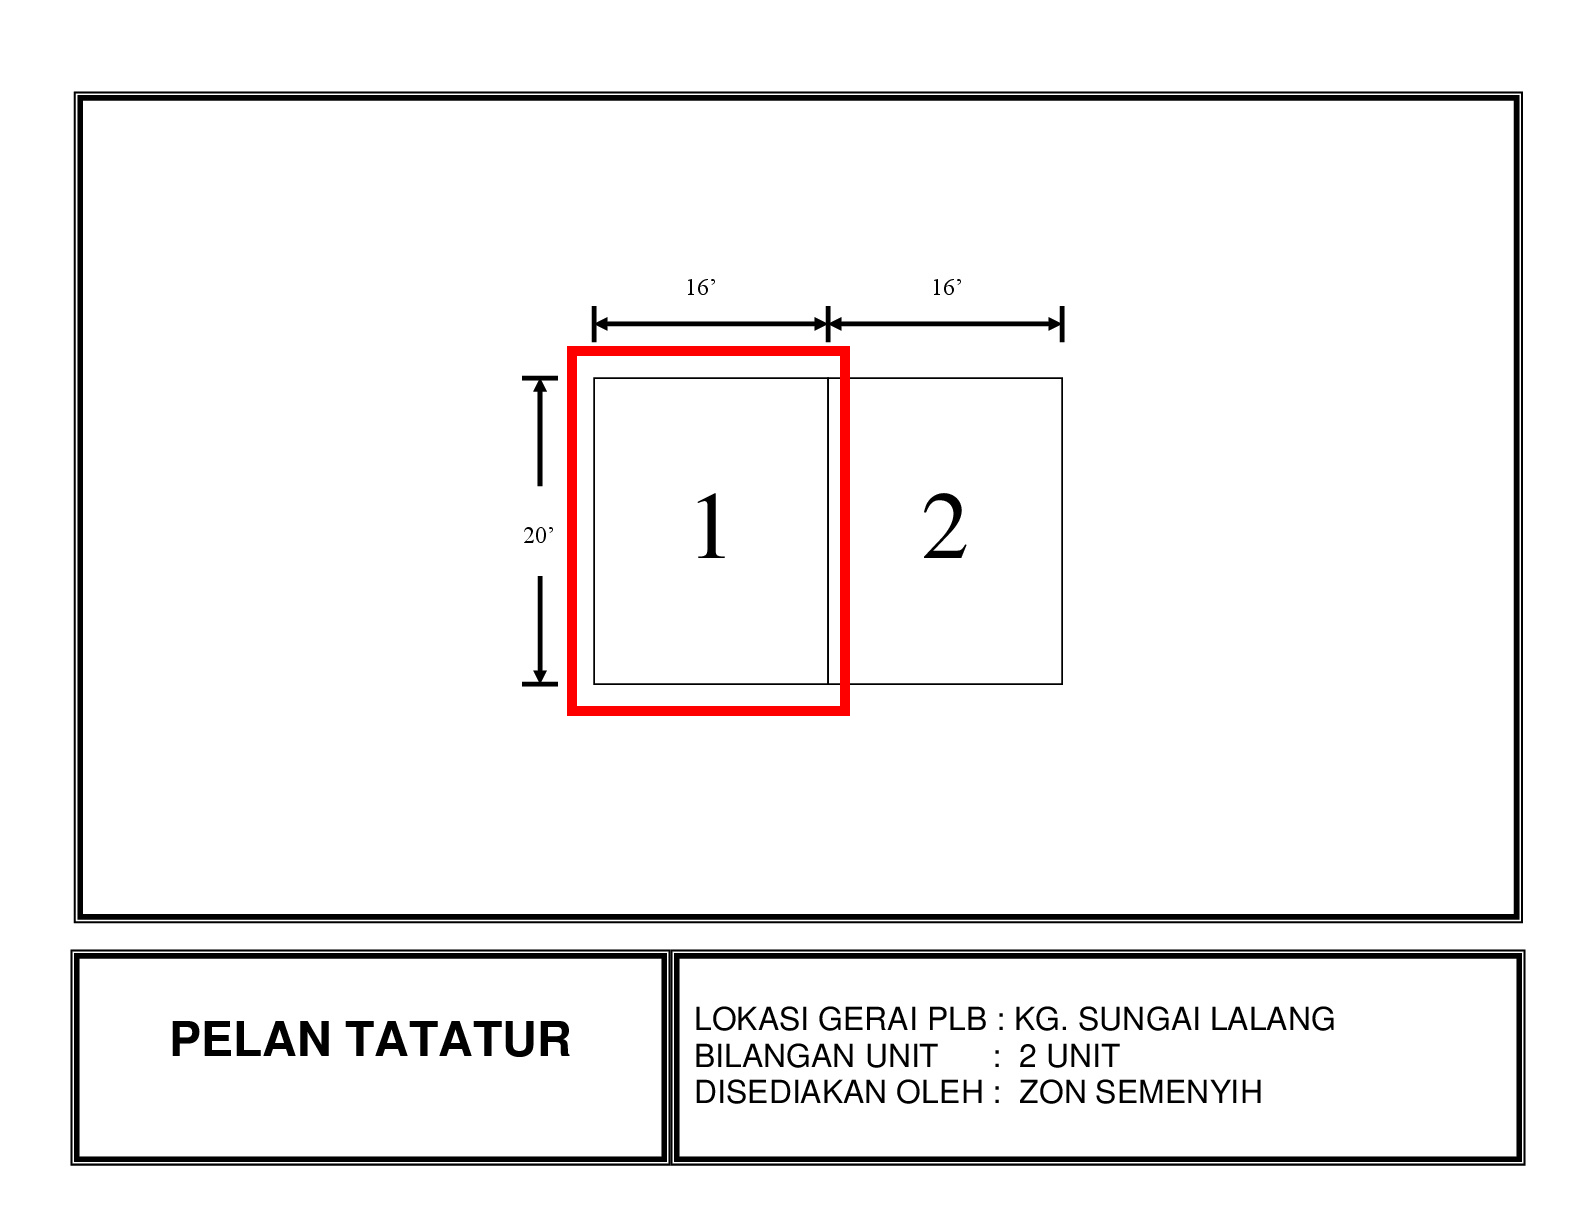 16’ 16’
1 2
20’
PELAN TATATUR
LOKASI GERAI PLB : KG. SUNGAI LALANG
BILANGAN UNIT : 2 UNIT
DISEDIAKAN OLEH : ZON SEMENYIH